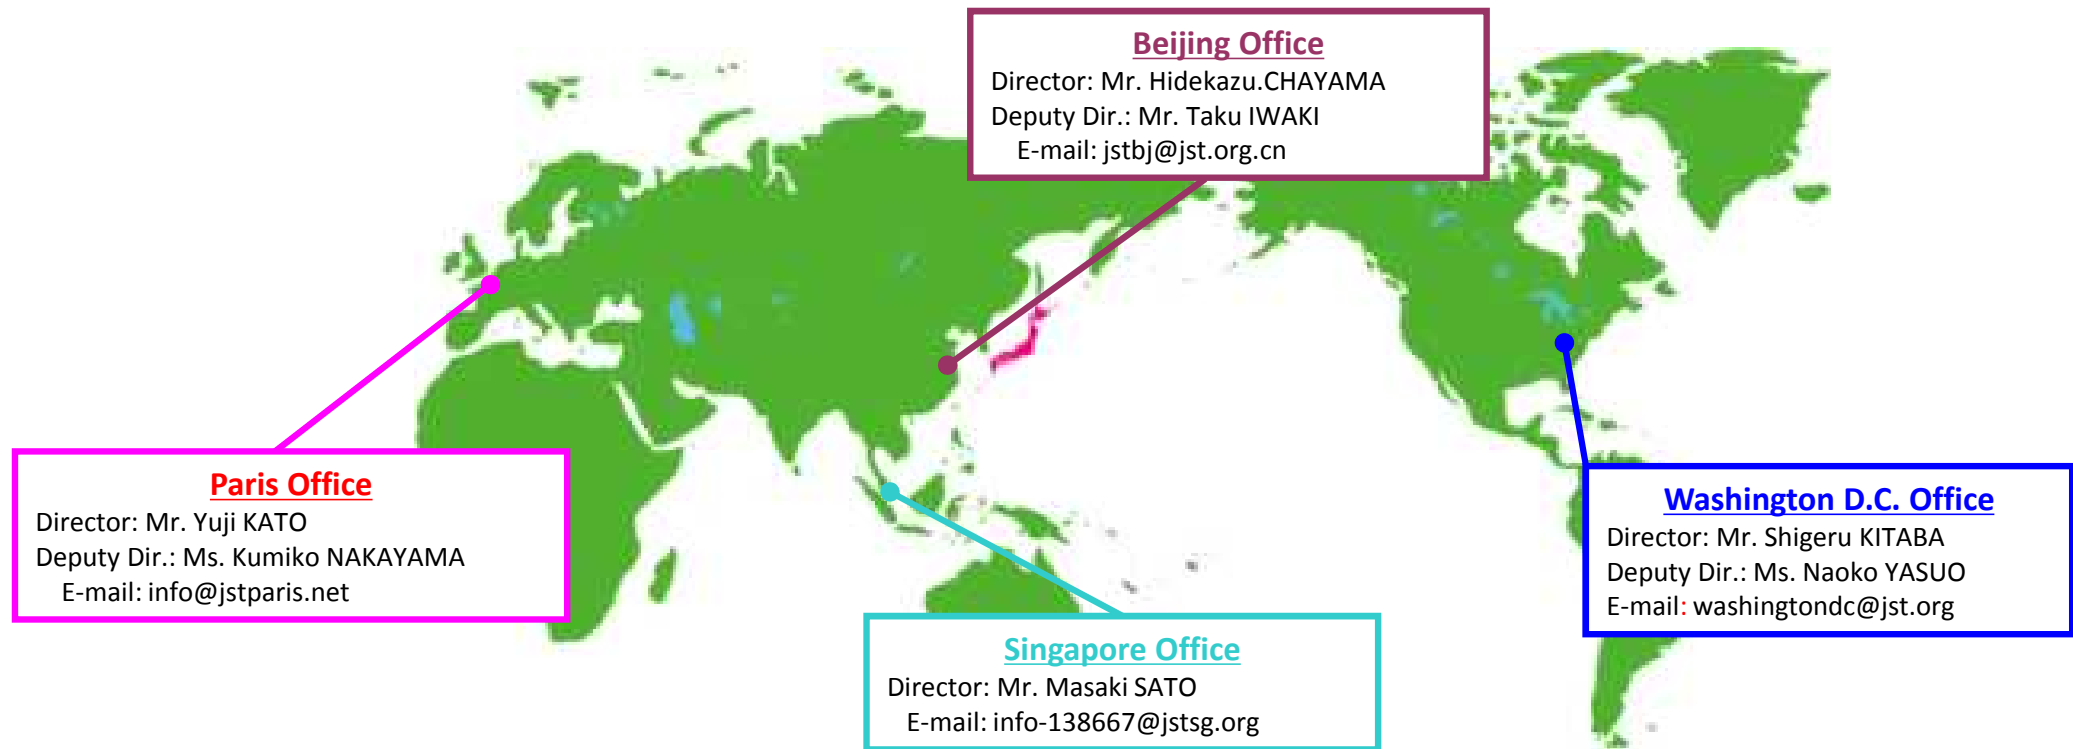 Beijing Office
Director: Mr. Hidekazu.CHAYAMA
Deputy Dir.: Mr. Taku IWAKI
E-mail: jstbj@jst.org.cn
Paris Office
Director: Mr. Yuji KATO
Deputy Dir.: Ms. Kumiko NAKAYAMA
E-mail: info@jstparis.net
Washington D.C. Office
Director: Mr. Shigeru KITABA
Deputy Dir.: Ms. Naoko YASUO
E-mail: washingtondc@jst.org
Singapore Office
Director: Mr. Masaki SATO
E-mail: info-138667@jstsg.org